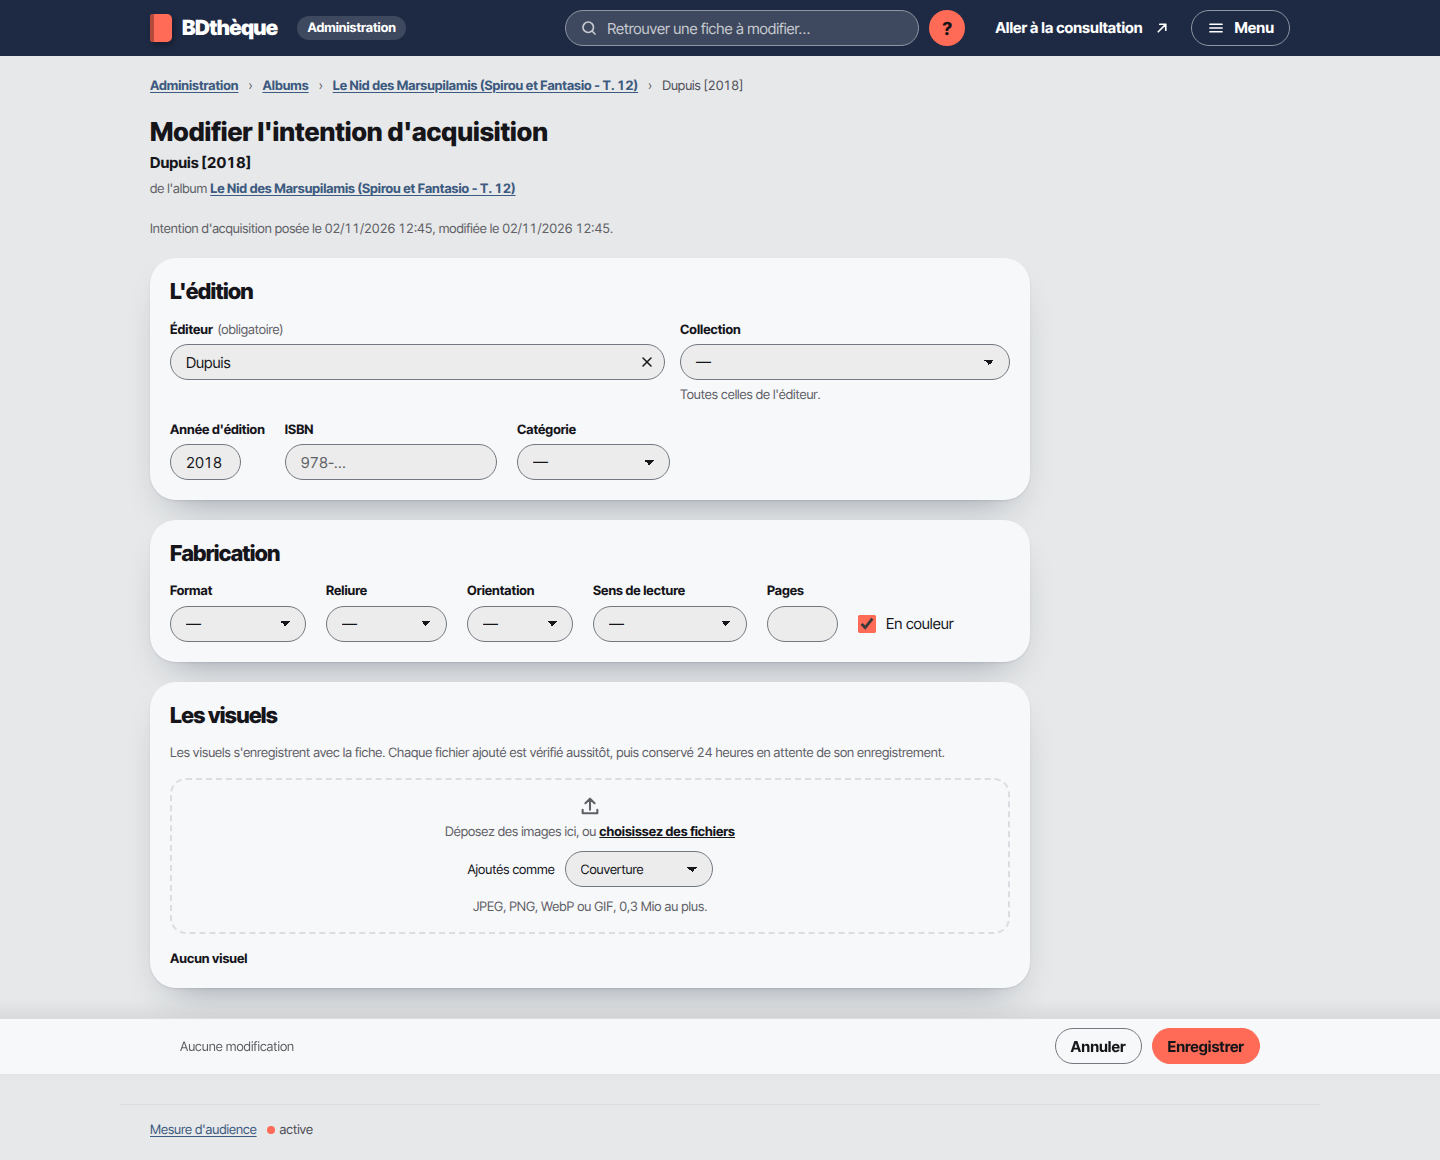 BDthèque
Administration
Retrouver une fiche à modifier...
?
Aller à la consultation
Menu
Administration › Albums › Le Nid des Marsupilamis (Spirou et Fantasio - T. 12) › Dupuis [2018]
Modifier l'intention d'acquisition
Dupuis [2018]
de l'album Le Nid des Marsupilamis (Spirou et Fantasio - T. 12)
Intention d'acquisition posée le 02/11/2026 12:45, modifiée le 02/11/2026 12:45.
L'édition
Éditeur (obligatoire)
Collection
Dupuis
—
Toutes celles de l'éditeur.
Année d'édition
ISBN
Catégorie
2018
978-...
—
Fabrication
Format
Reliure
Orientation
Sens de lecture
Pages
—
—
—
—
En couleur
Les visuels
Les visuels s'enregistrent avec la fiche. Chaque fichier ajouté est vérifié aussitôt, puis conservé 24 heures en attente de son enregistrement.
Déposez des images ici, ou choisissez des fichiers
Ajoutés comme
Couverture
JPEG, PNG, WebP ou GIF, 0,3 Mio au plus.
Aucun visuel
Aucune modification
Annuler
Enregistrer
Mesure d'audience
active